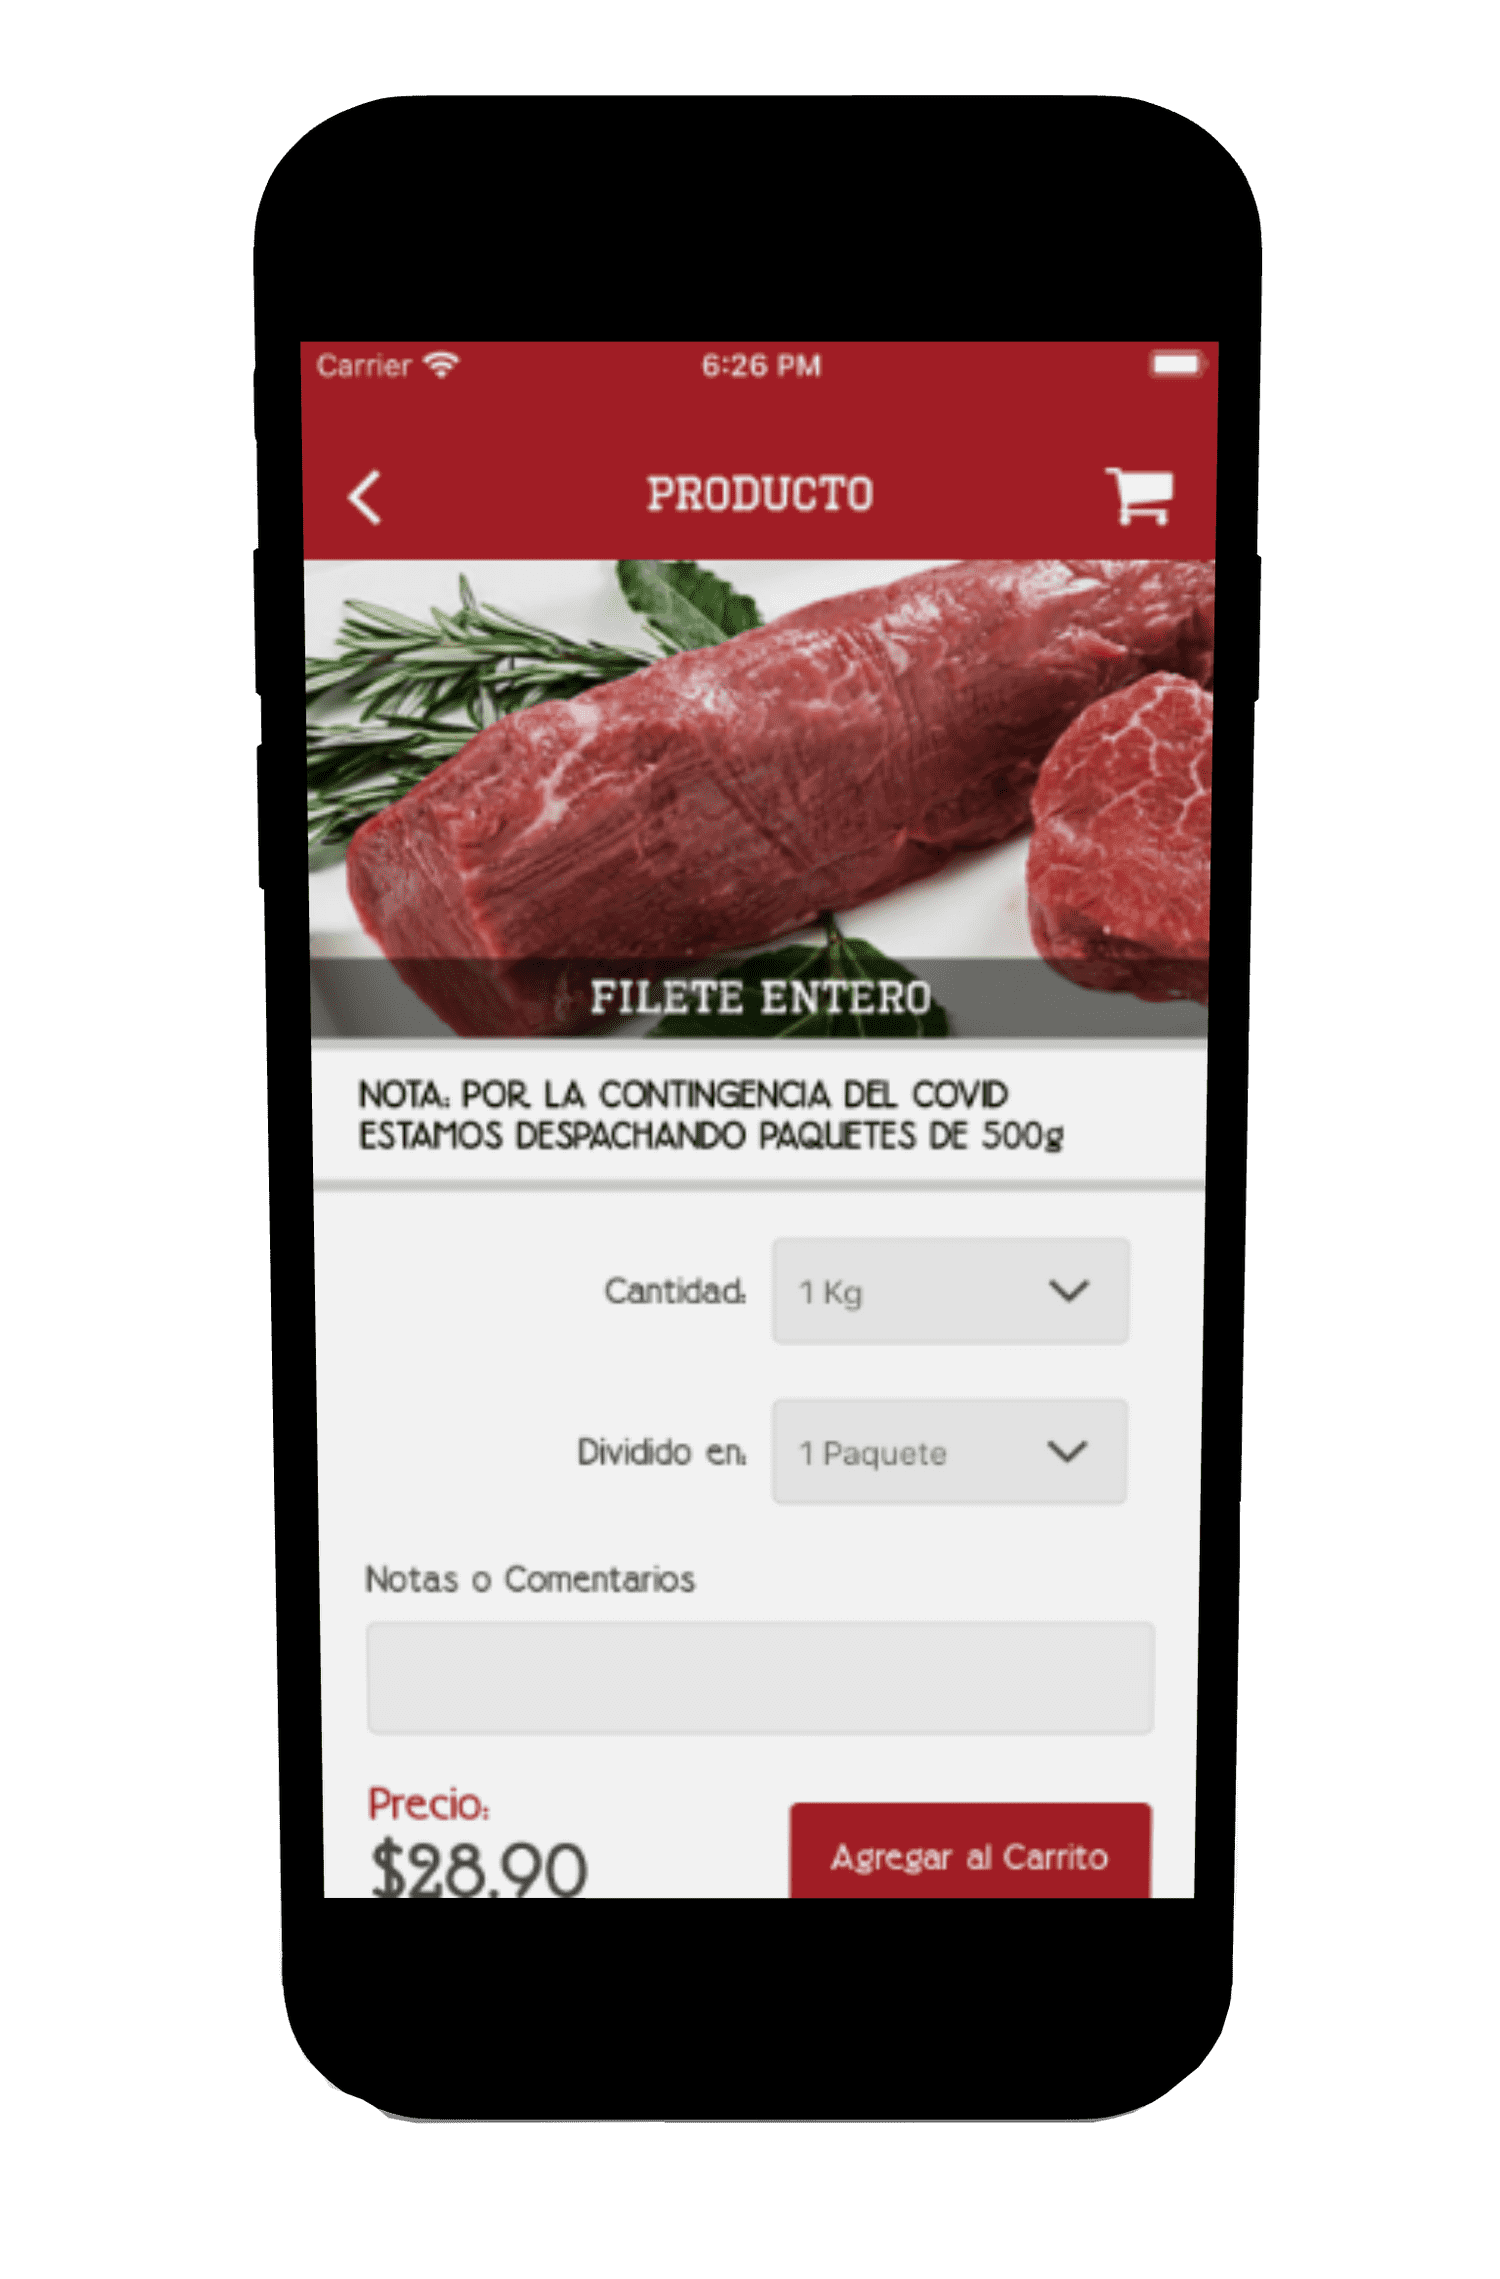 Carrier
6:26 PM
PRODUCTO
FILETE ENTERO
NOTA: POR LA CONTINGENCIA DEL COVID
ESTAMOS DESPACHANDO PAQUETES DE 500g
Cantidad:
1 Kg
Dividido en:
1 Paquete
Notas o Comentarios
Precio:
$28.90
Agregar al Carrito